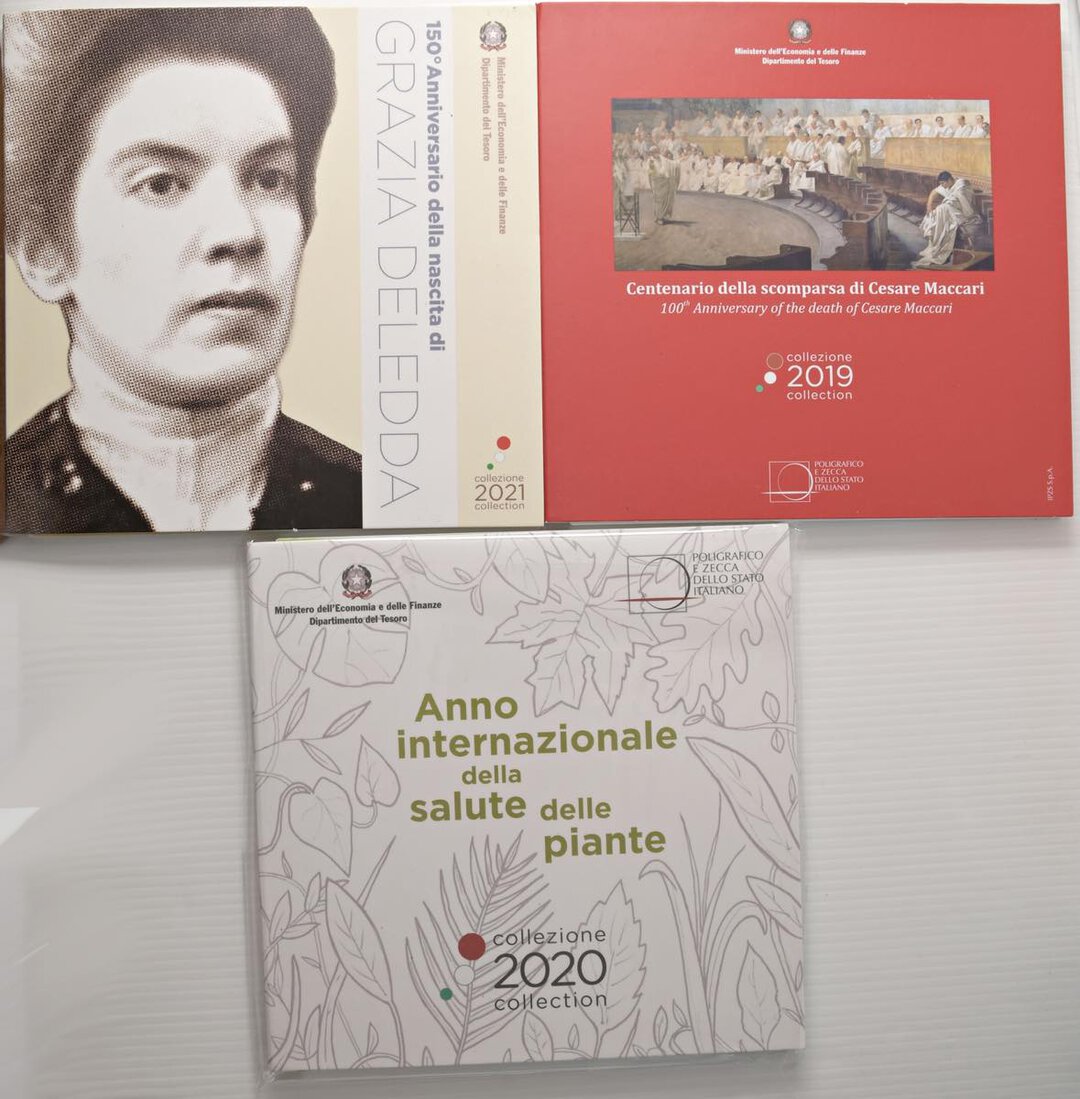 Ministero dell'Economia e delle Finanze
Dipartimento del Tesoro
150° Anniversario della nascita di
GRAZIA DELEDDA
collezione
2021
collection
Ministero dell'Economia e delle Finanze
Dipartimento del Tesoro
Centenario della scomparsa di Cesare Maccari
100th Anniversary of the death of Cesare Maccari
collezione
2019
collection
POLIGRAFICO
E ZECCA
DELLO STATO
ITALIANO
IPZS S.p.A.
Ministero dell'Economia e delle Finanze
Dipartimento del Tesoro
POLIGRAFICO
E ZECCA
DELLO STATO
ITALIANO
Anno
internazionale
della
salute delle
piante
collezione
2020
collection